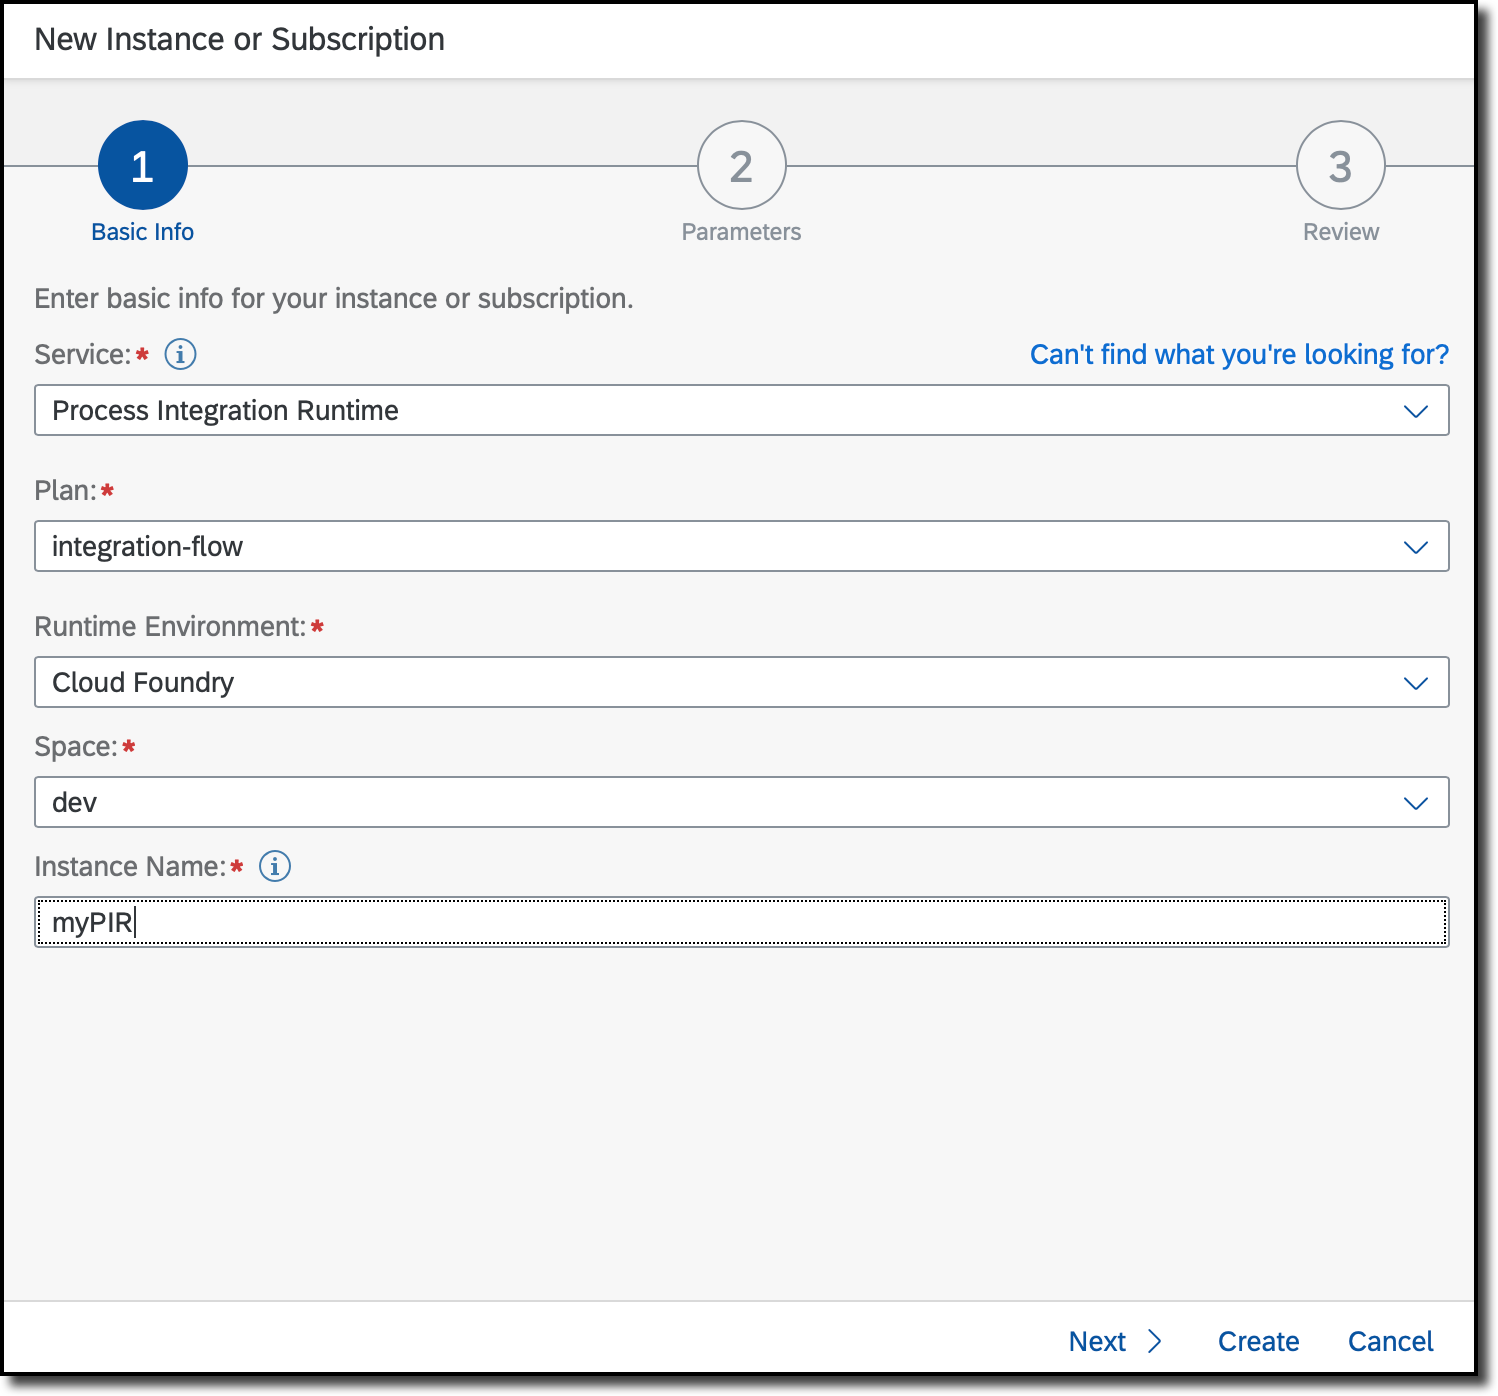 New Instance or Subscription
1
2
3
Basic Info
Parameters
Review
Enter basic info for your instance or subscription.
Service:*
Can't find what you're looking for?
Process Integration Runtime
Plan:*
integration-flow
Runtime Environment:*
Cloud Foundry
Space:*
dev
Instance Name:*
myPIR
Next
Create
Cancel